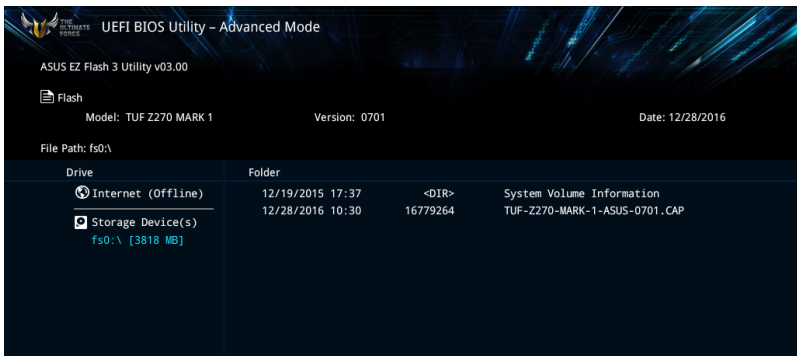 THE ULTIMATE FORCE
UEFI BIOS Utility – Advanced Mode
ASUS EZ Flash 3 Utility v03.00
Flash
Model: TUF Z270 MARK 1 Version: 0701 Date: 12/28/2016
File Path: fs0:\
Drive Folder
Internet (Offline) 12/19/2015 17:37 <DIR> System Volume Information
12/28/2016 10:30 16779264 TUF-Z270-MARK-1-ASUS-0701.CAP
Storage Device(s)
fs0:\ [3818 MB]